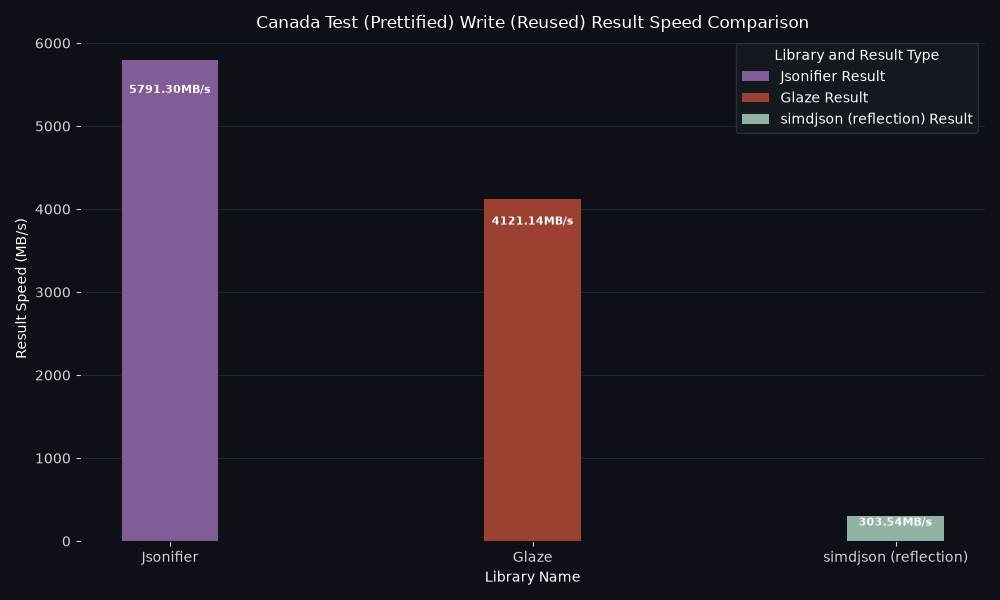 Canada Test (Prettified) Write (Reused) Result Speed Comparison
Library and Result Type
Jsonifier Result
Glaze Result
simdjson (reflection) Result
Result Speed (MB/s)
6000
5000
4000
3000
2000
1000
0
5791.30MB/s
4121.14MB/s
303.54MB/s
Jsonifier
Glaze
simdjson (reflection)
Library Name